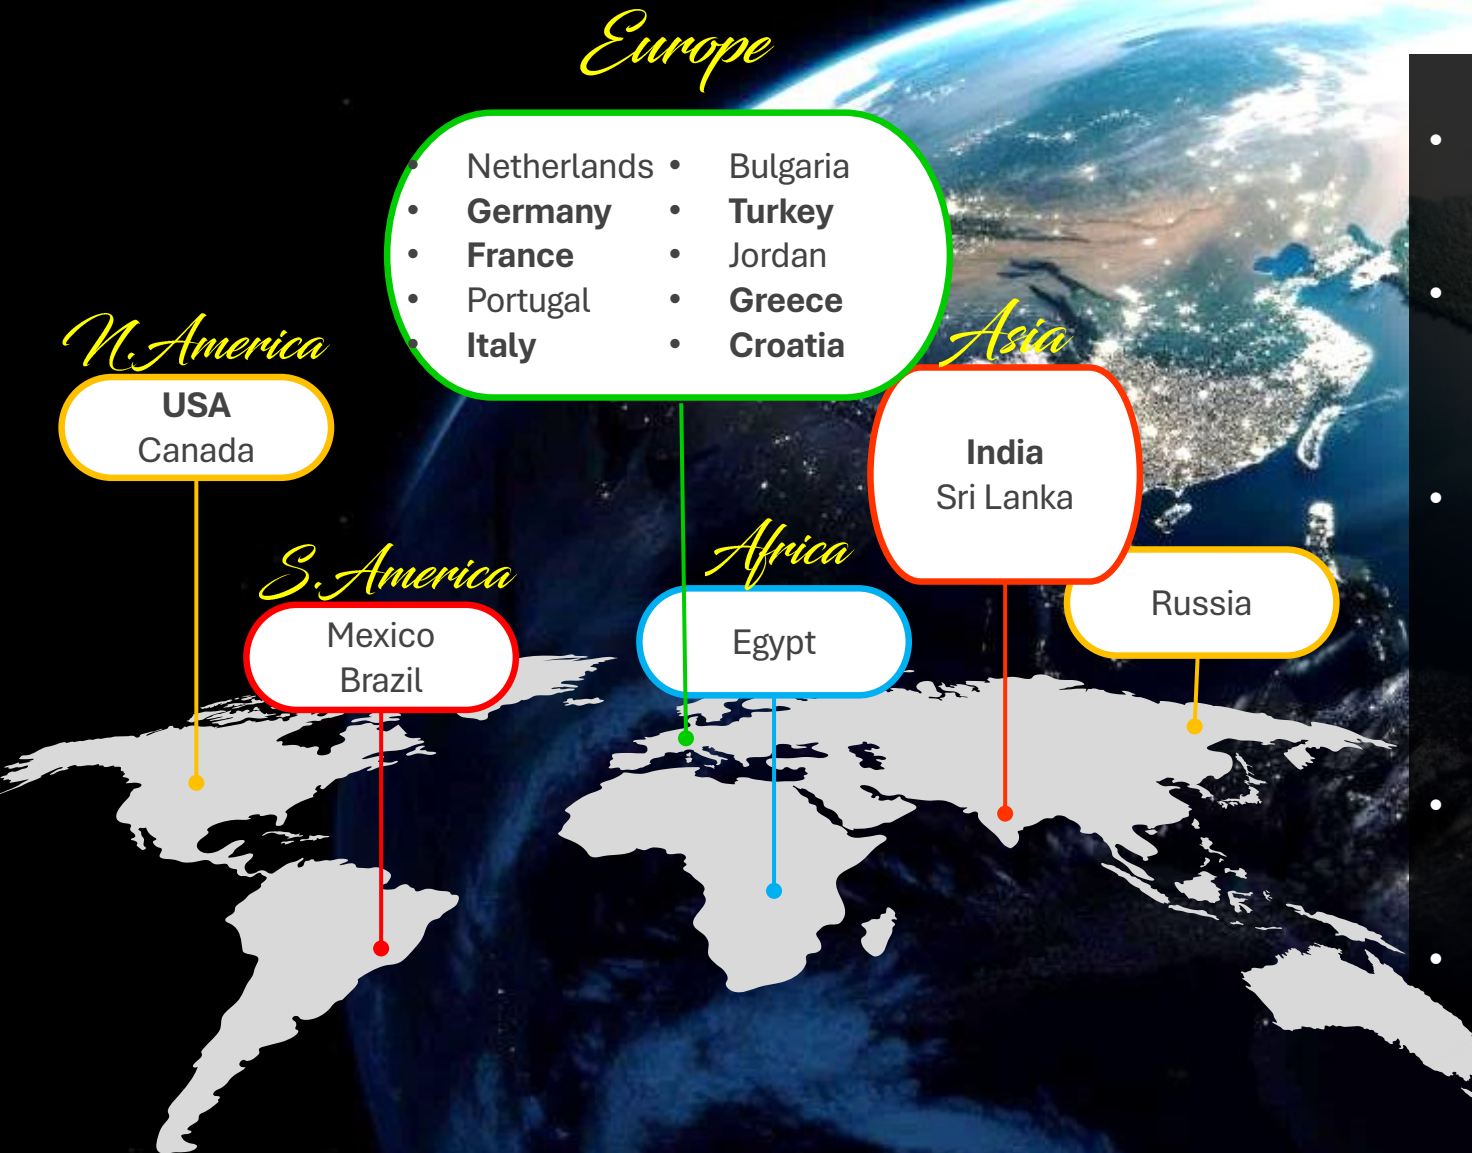 Europe
• Netherlands
• Germany
• France
• Portugal
• Italy
• Bulgaria
• Turkey
• Jordan
• Greece
• Croatia
N. America
USA
Canada
Asia
India
Sri Lanka
S. America
Mexico
Brazil
Africa
Egypt
Russia